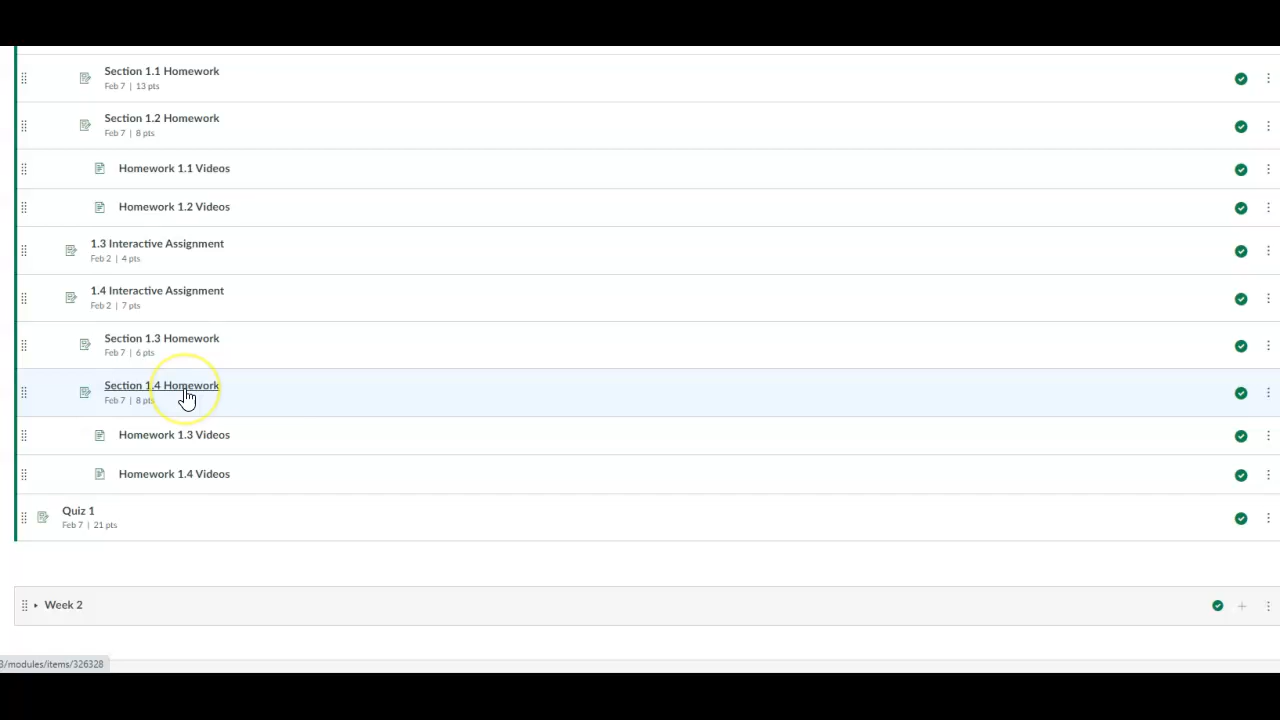 Section 1.1 Homework
Feb 7 | 13 pts
Section 1.2 Homework
Feb 7 | 8 pts
Homework 1.1 Videos
Homework 1.2 Videos
1.3 Interactive Assignment
Feb 2 | 4 pts
1.4 Interactive Assignment
Feb 2 | 7 pts
Section 1.3 Homework
Feb 7 | 6 pts
Section 1.4 Homework
Feb 7 | 8 pts
Homework 1.3 Videos
Homework 1.4 Videos
Quiz 1
Feb 7 | 21 pts
Week 2
3/modules/items/326328